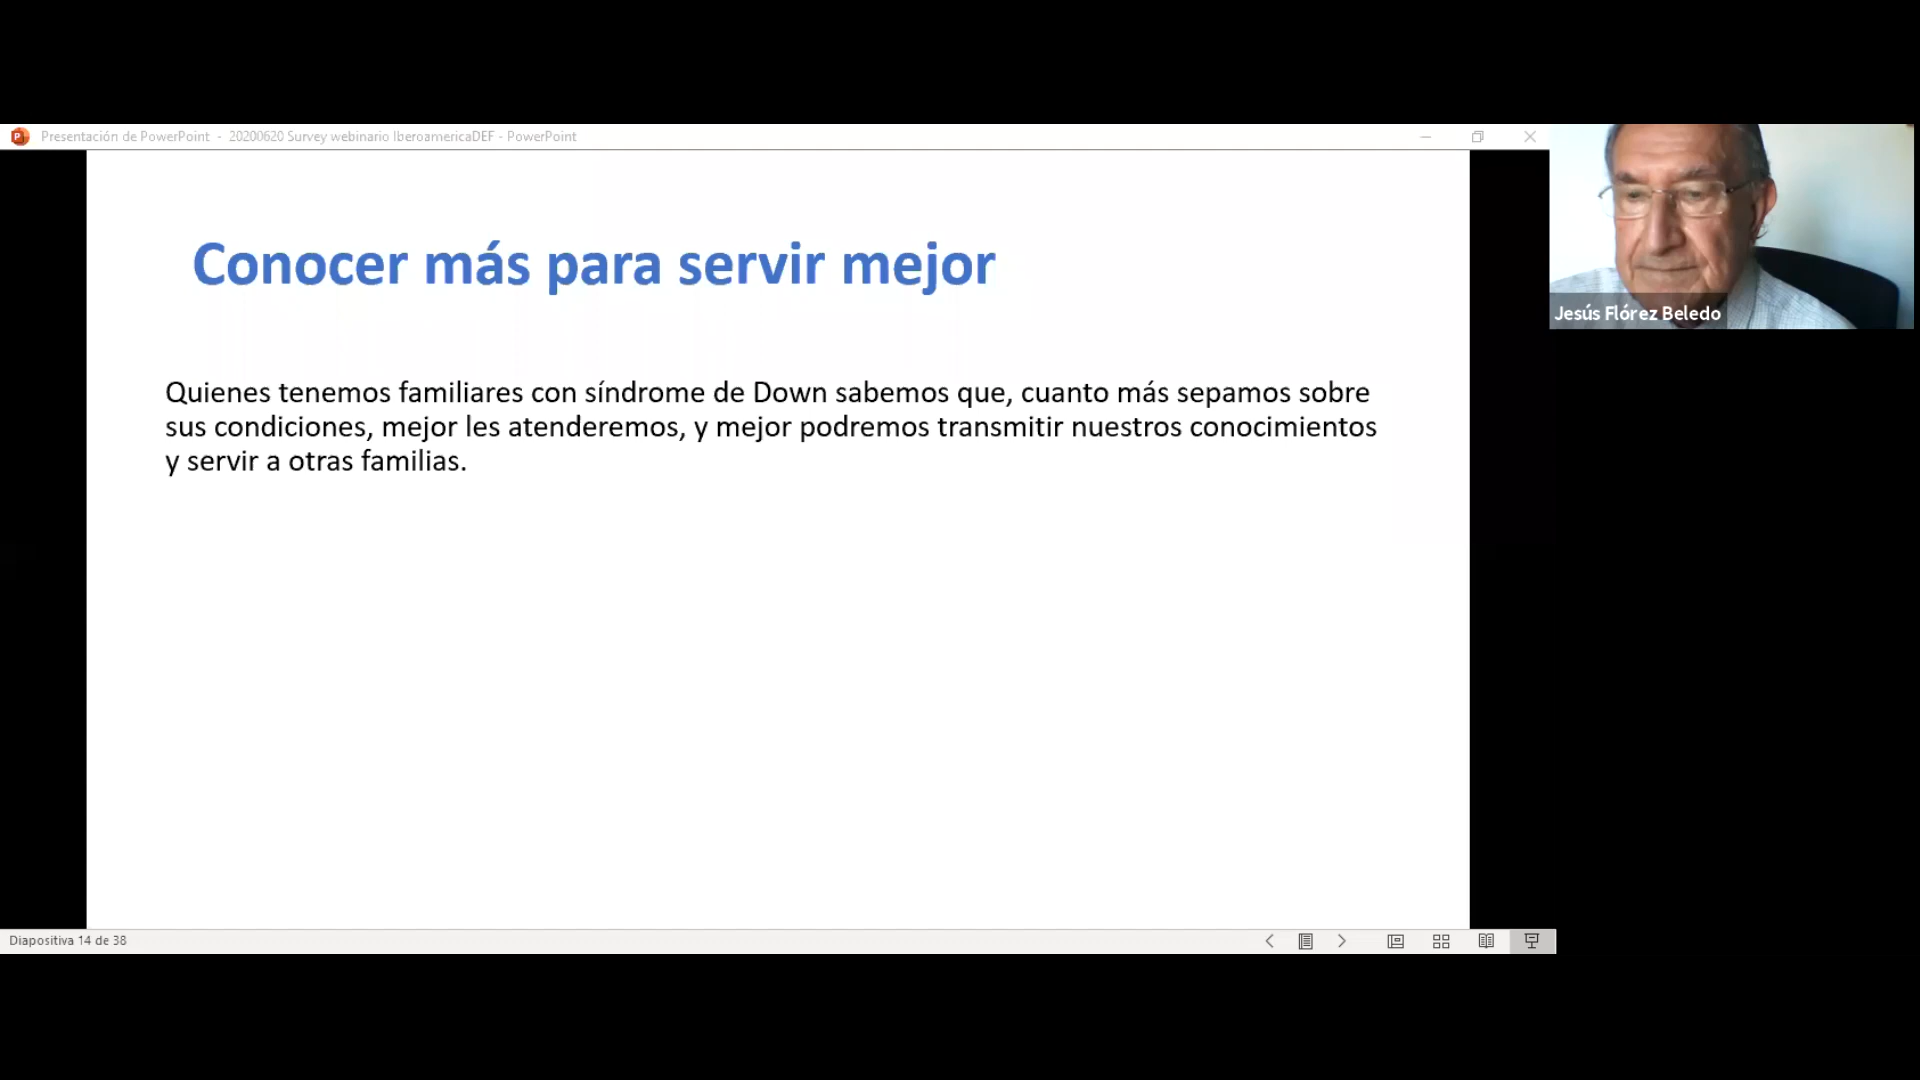 Presentación de PowerPoint - 20200620 Survey webinario IberoamericaDEF - PowerPoint
Jesús Flórez Beledo
Conocer más para servir mejor
Quienes tenemos familiares con síndrome de Down sabemos que, cuanto más sepamos sobre
sus condiciones, mejor les atenderemos, y mejor podremos transmitir nuestros conocimientos
y servir a otras familias.
Diapositiva 14 de 38